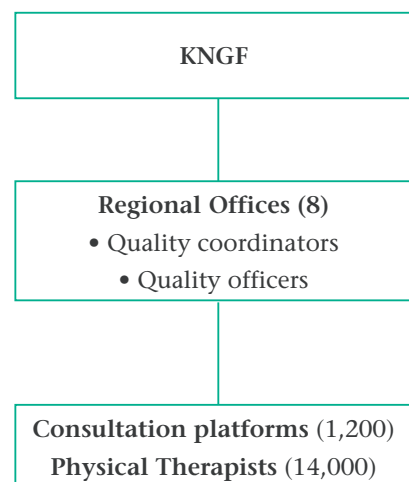 KNGF
Regional Offices (8)
• Quality coordinators
• Quality officers
Consultation platforms (1,200)
Physical Therapists (14,000)